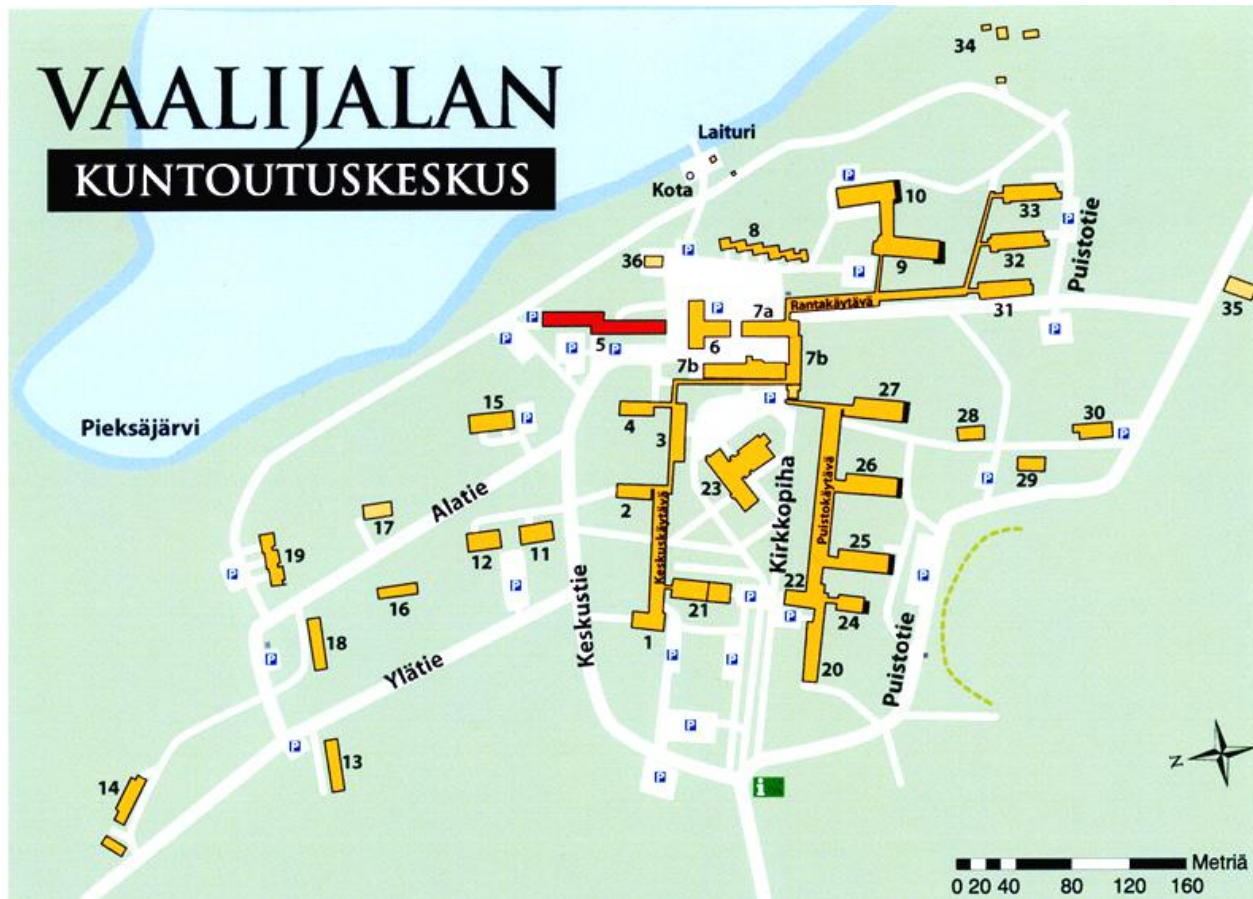 VAALIJALAN
KUNTOUTUSKESKUS
34
Laituri
Kota
P
10
33
8
P
P
Puistotie
36
9
32
P
35
P
P
7a
Rantakäytävä
31
P
5
P
P
6
P
7b
7b
P
27
15
P
4
3
28
30
P
Pieksäjärvi
26
29
23
Kirkkopiha
Puistokäytävä
P
2
Alatie
17
Keskuskäytävä
12
11
25
19
P
P
P
16
21
P
22
24
18
1
P
Keskustie
P
P
P
20
Puistotie
Ylätie
P
P
13
14
P
i
N
Metriä
0 20 40 80 120 160